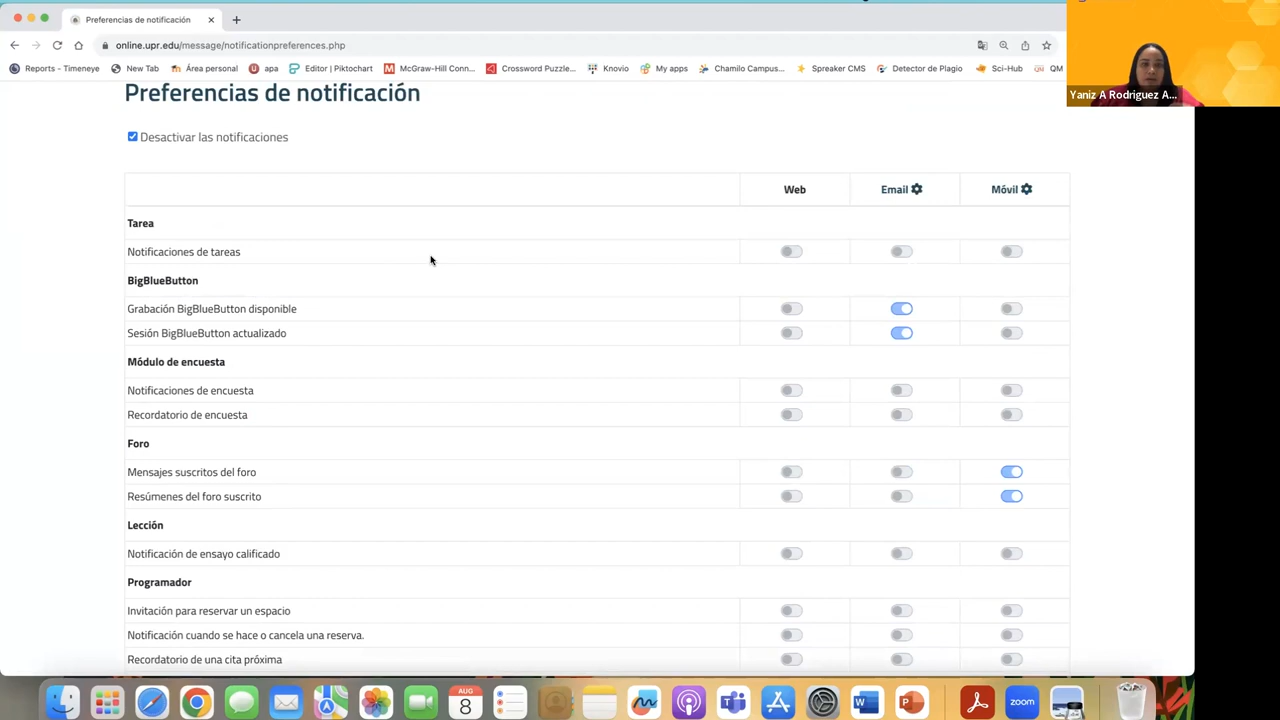 Preferencias de notificación
online.upr.edu/message/notificationpreferences.php
Reports - Timeneye
New Tab
Área personal
apa
Editor | Piktochart
McGraw-Hill Conn...
Crossword Puzzle...
Knovio
My apps
Chamilo Campus...
Spreaker CMS
Detector de Plagio
Sci-Hub
QM
Yaniz A Rodriguez A...
Preferencias de notificación
Desactivar las notificaciones
Web Email Móvil
Tarea
Notificaciones de tareas
BigBlueButton
Grabación BigBlueButton disponible
Sesión BigBlueButton actualizado
Módulo de encuesta
Notificaciones de encuesta
Recordatorio de encuesta
Foro
Mensajes suscritos del foro
Resúmenes del foro suscrito
Lección
Notificación de ensayo calificado
Programador
Invitación para reservar un espacio
Notificación cuando se hace o cancela una reserva.
Recordatorio de una cita próxima
AUG
8
zoom